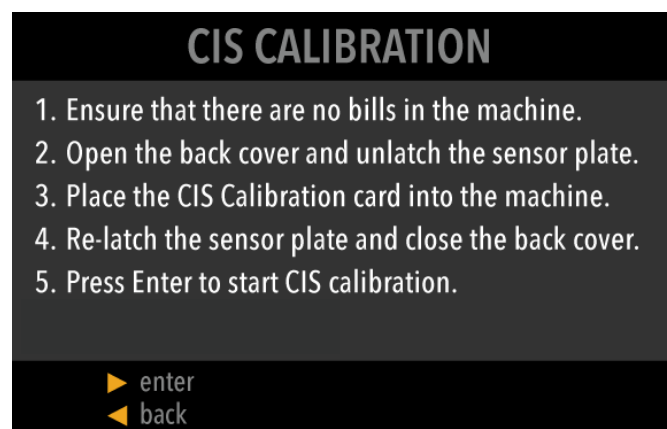 CIS CALIBRATION
1. Ensure that there are no bills in the machine.
2. Open the back cover and unlatch the sensor plate.
3. Place the CIS Calibration card into the machine.
4. Re-latch the sensor plate and close the back cover.
5. Press Enter to start CIS calibration.
enter
back